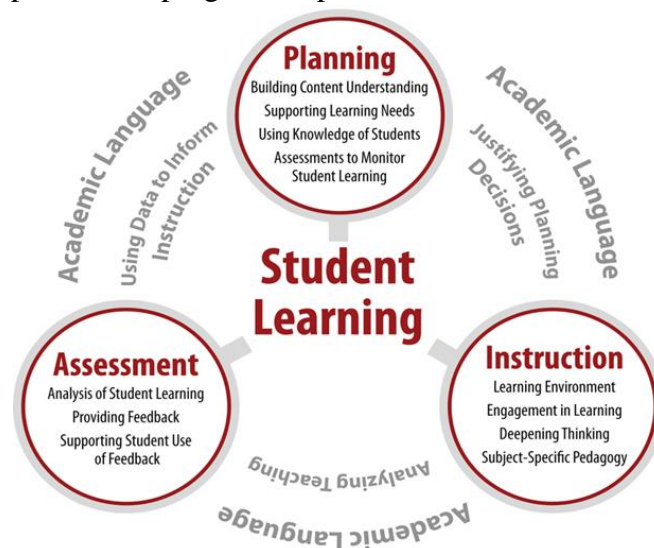 Planning
Building Content Understanding
Supporting Learning Needs
Using Knowledge of Students
Assessments to Monitor
Student Learning
Academic Language
Using Data to Inform
Instruction
Academic Language
Justifying Planning
Decisions
Student
Learning
Assessment
Analysis of Student Learning
Providing Feedback
Supporting Student Use
of Feedback
Instruction
Learning Environment
Engagement in Learning
Deepening Thinking
Subject-Specific Pedagogy
Analyzing Teaching
Academic Language